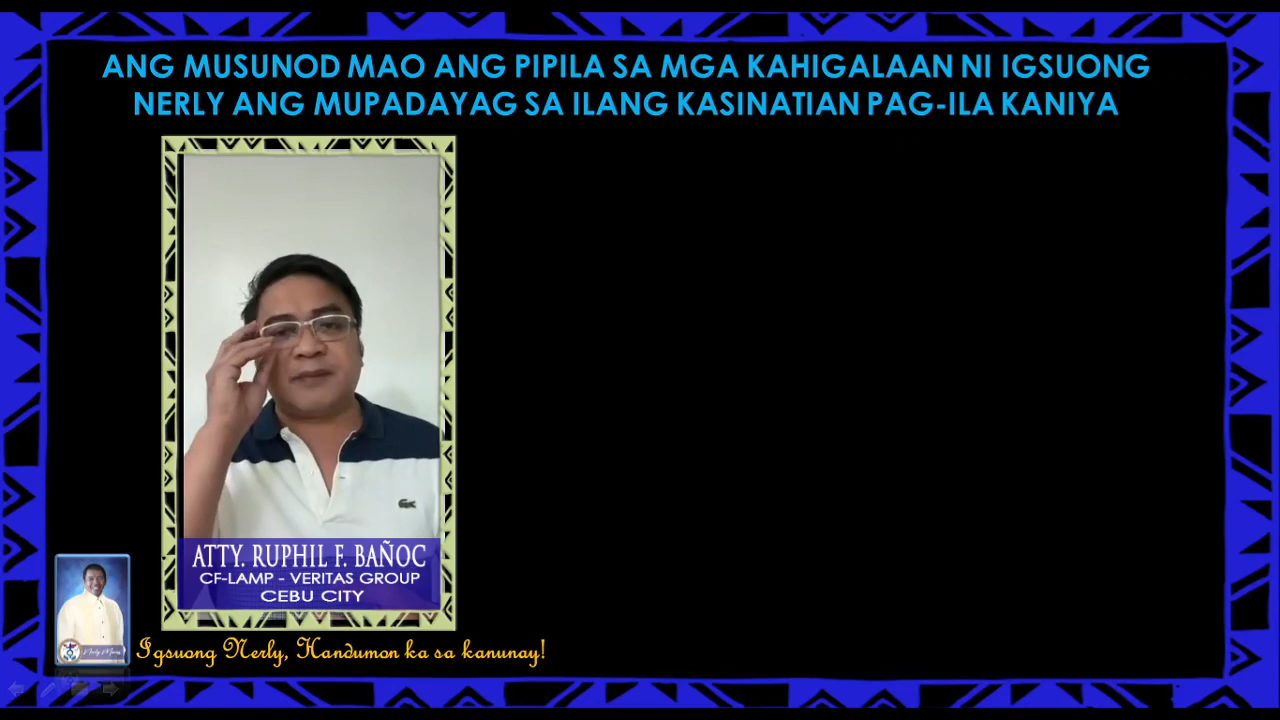 ANG MUSUNOD MAO ANG PIPILA SA MGA KAHIGALAAN NI IGSUONG
NERLY ANG MUPADAYAG SA ILANG KASINATIAN PAG-ILA KANIYA
ATTY. RUPHIL F. BAÑOC
CF-LAMP - VERITAS GROUP
CEBU CITY
Igsuong Nerly, Handumon ka sa kanunay!